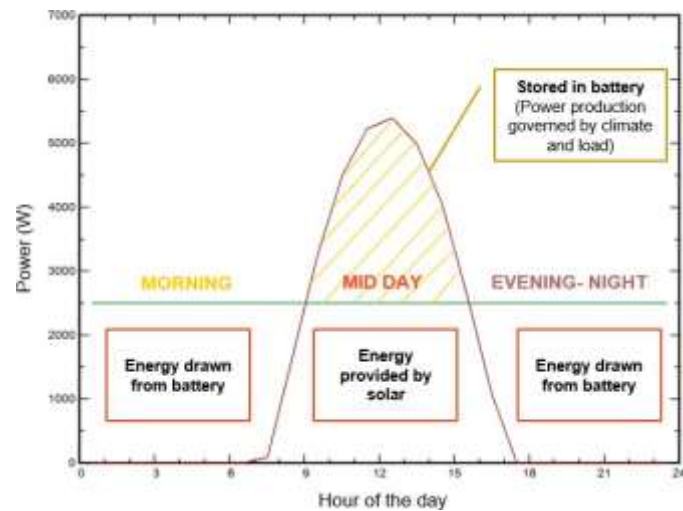 7000
6000
5000
4000
3000
2000
1000
0
Power (W)
Stored in battery
(Power production
governed by climate
and load)
MORNING
MID DAY
EVENING- NIGHT
Energy drawn
from battery
Energy
provided by
solar
Energy drawn
from battery
0 3 6 9 12 15 18 21 24
Hour of the day